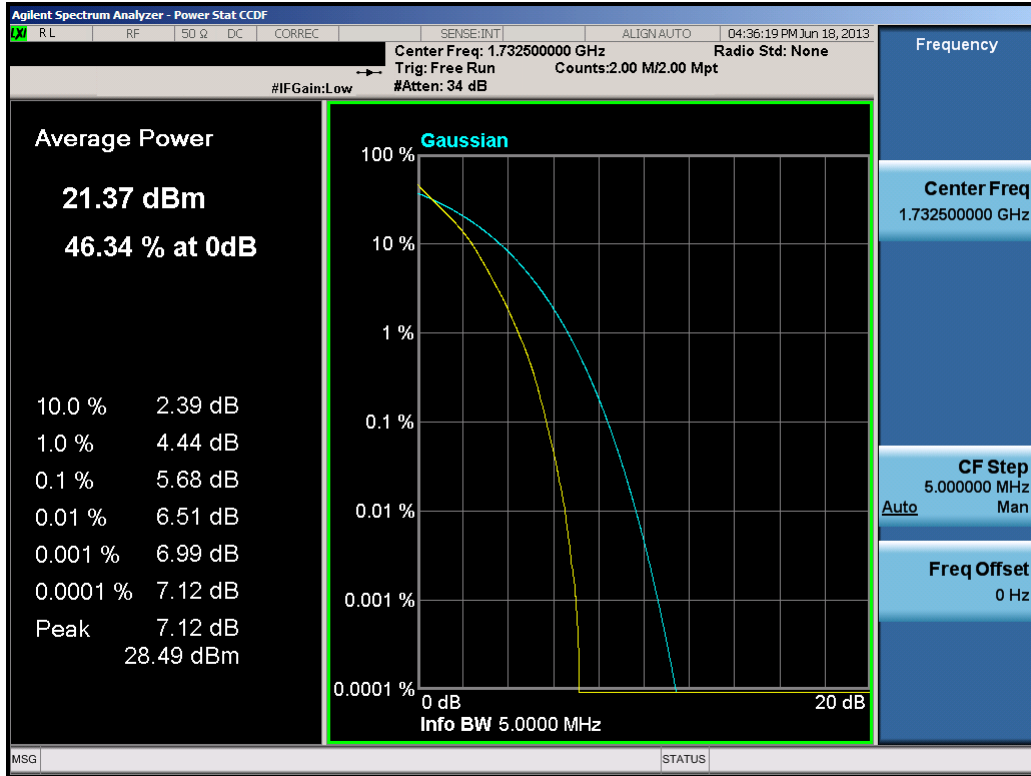 Agilent Spectrum Analyzer - Power Stat CCDF
LXI RL RF 50 Ω DC CORREC SENSE:INT ALIGN AUTO 04:36:19 PM Jun 18, 2013
Center Freq: 1.732500000 GHz Radio Std: None
Trig: Free Run Counts:2.00 M/2.00 Mpt
#IFGain:Low #Atten: 34 dB
Average Power
21.37 dBm
46.34 % at 0dB
10.0 % 2.39 dB
1.0 % 4.44 dB
0.1 % 5.68 dB
0.01 % 6.51 dB
0.001 % 6.99 dB
0.0001 % 7.12 dB
Peak 7.12 dB
28.49 dBm
Gaussian
100 %
10 %
1 %
0.1 %
0.01 %
0.001 %
0.0001 %
0 dB 20 dB
Info BW 5.0000 MHz
Frequency
Center Freq
1.732500000 GHz
CF Step
5.000000 MHz
Auto Man
Freq Offset
0 Hz
MSG STATUS